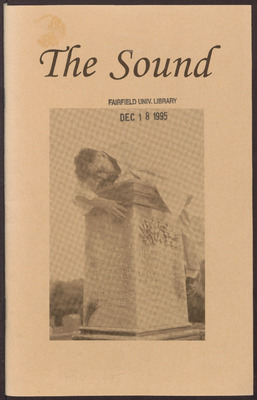 The Sound
FAIRFIELD UNIV. LIBRARY
DEC 18 1995